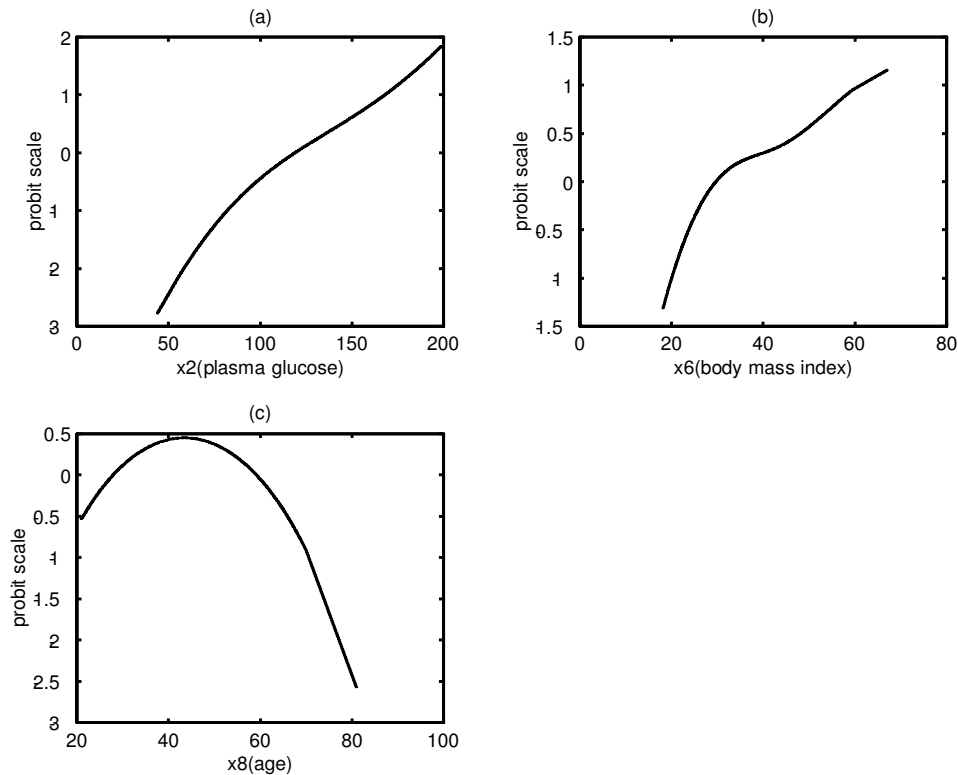 (a)
2
1
0
-1
-2
-3
probit scale
0 50 100 150 200
x2(plasma glucose)
(b)
1.5
1
0.5
0
-0.5
-1
-1.5
probit scale
0 20 40 60 80
x6(body mass index)
(c)
0.5
0
-0.5
-1
-1.5
-2
-2.5
-3
probit scale
20 40 60 80 100
x8(age)